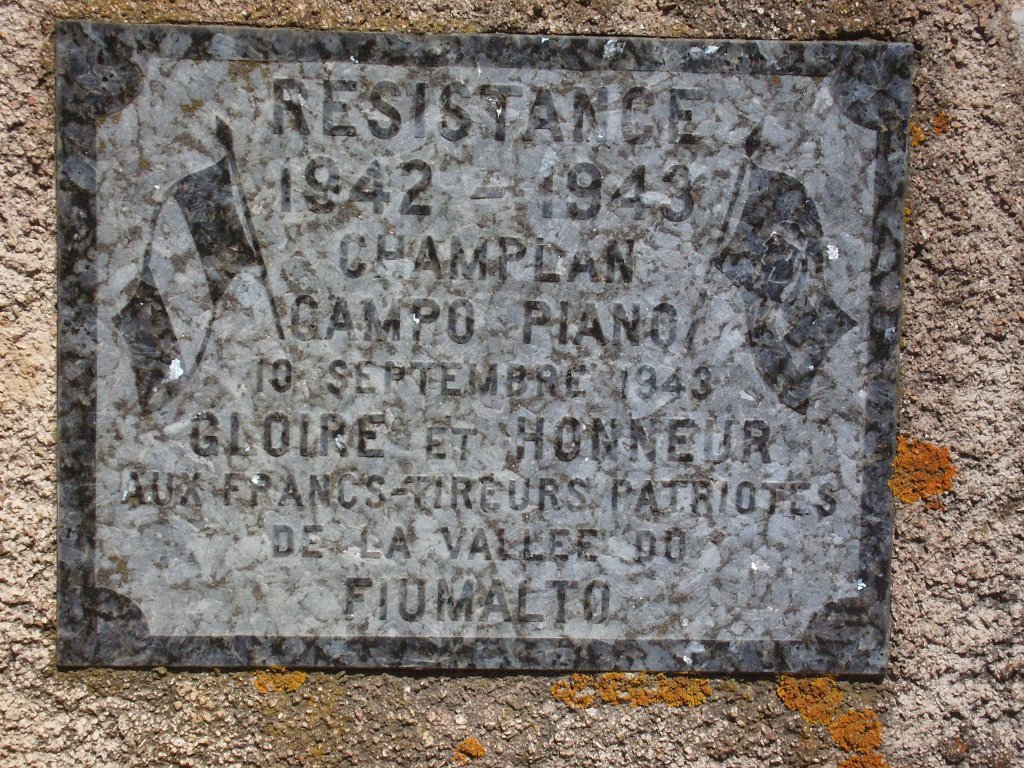 RESISTANCE
1942 - 1943
CHAMPLAN
CAMPO PIANO
10 SEPTEMBRE 1943
GLOIRE ET HONNEUR
AUX FRANCS-TIREURS PATRIOTES
DE LA VALLEE DU
FIUMALTO